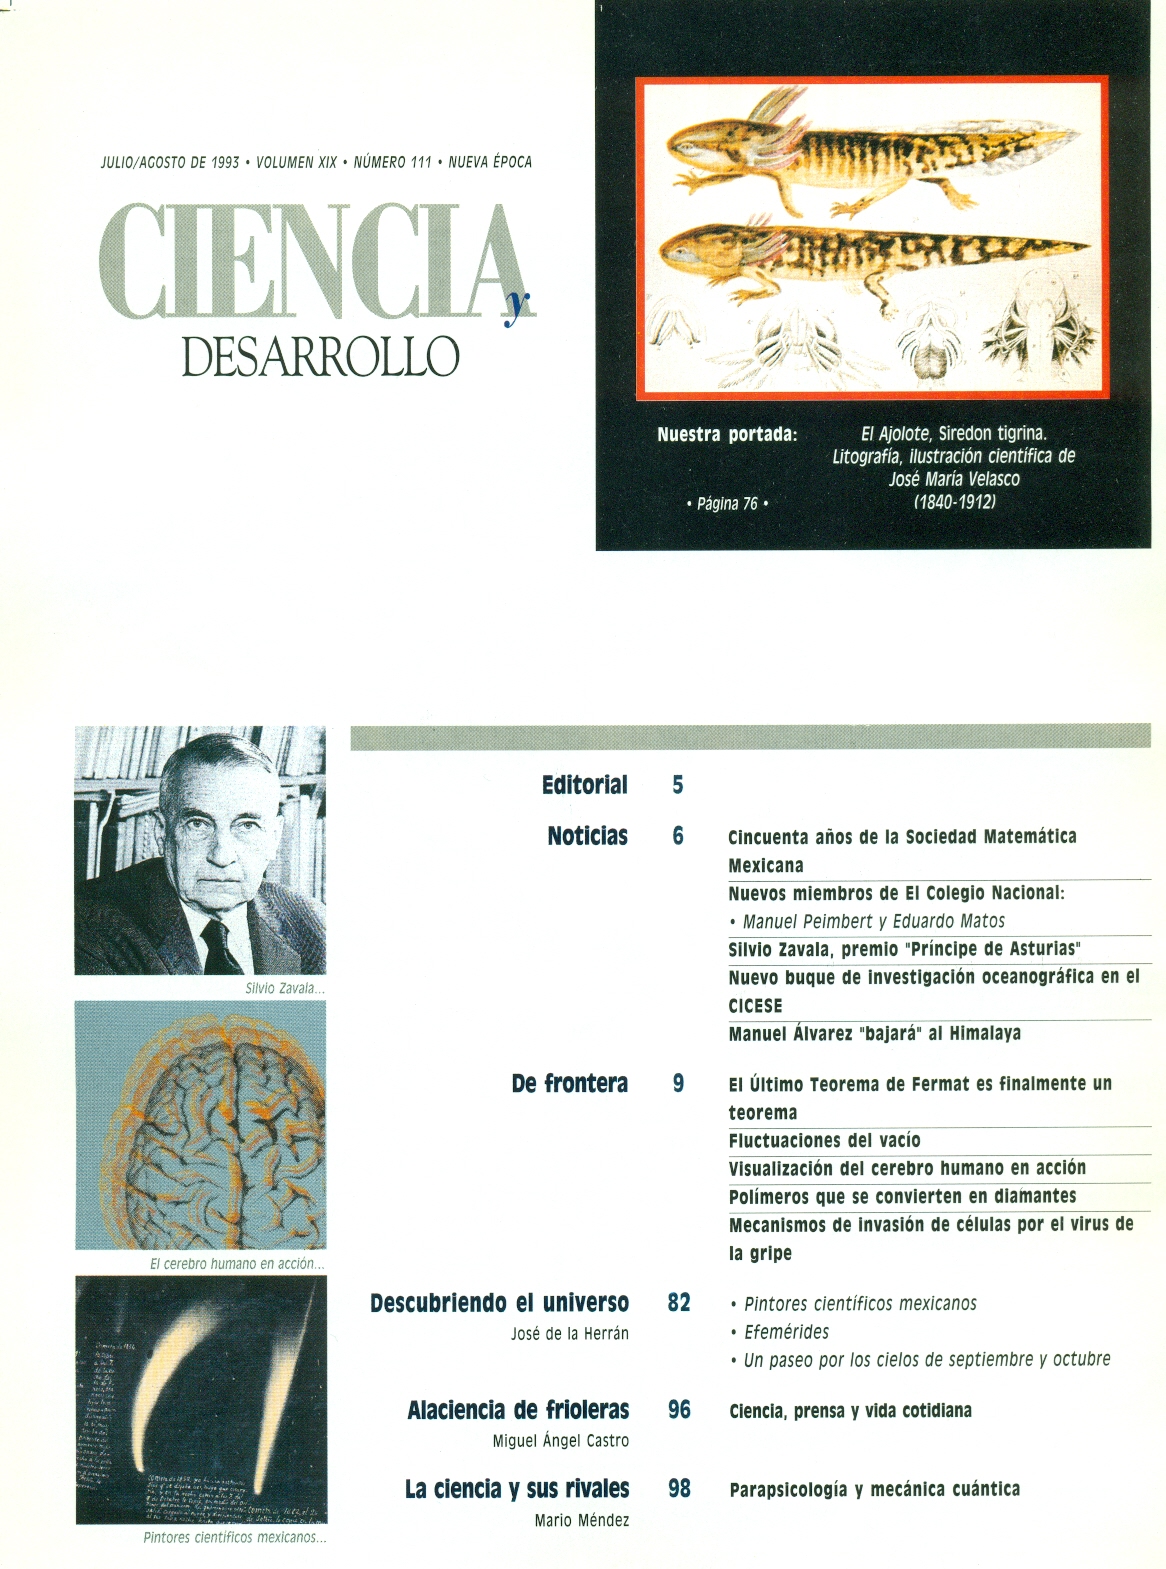 JULIO/AGOSTO DE 1993 • VOLUMEN XIX • NÚMERO 111 • NUEVA ÉPOCA
CIENCIA
y
DESARROLLO
Nuestra portada:
• Página 76 •
El Ajolote, Siredon tigrina.
Litografía, ilustración científica de
José María Velasco
(1840-1912)
Silvio Zavala...
El cerebro humano en acción...
Pintores cientificos mexicanos...
Editorial 5
Noticias 6 Cincuenta años de la Sociedad Matemática
Mexicana
Nuevos miembros de El Colegio Nacional:
• Manuel Peimbert y Eduardo Matos
Silvio Zavala, premio "Príncipe de Asturias"
Nuevo buque de investigación oceanográfica en el
CICESE
Manuel Álvarez "bajará" al Himalaya
De frontera 9 El Último Teorema de Fermat es finalmente un
teorema
Fluctuaciones del vacío
Visualización del cerebro humano en acción
Polímeros que se convierten en diamantes
Mecanismos de invasión de células por el virus de
la gripe
Descubriendo el universo 82 • Pintores científicos mexicanos
José de la Herrán • Efemérides
• Un paseo por los cielos de septiembre y octubre
Alaciencia de frioleras 96 Ciencia, prensa y vida cotidiana
Miguel Ángel Castro
La ciencia y sus rivales 98 Parapsicología y mecánica cuántica
Mario Méndez